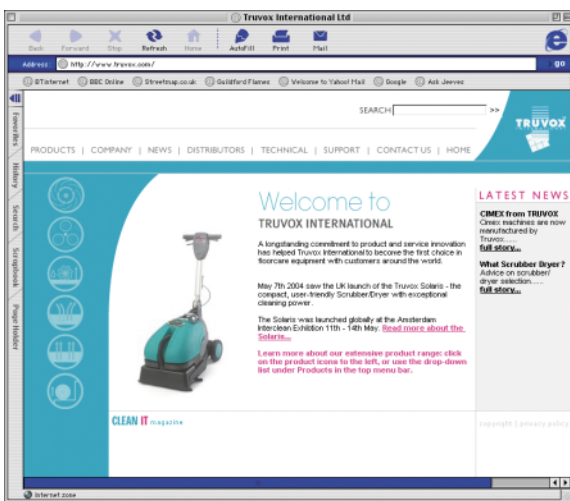 Truvox International Ltd
Back Forward Stop Refresh Home AutoFill Print Mail
Address: http://www.truvox.com/ go
BTinternet BBC Online Streetmap.co.uk Guildford Flames Welcome to Yahoo! Mail Google Ask Jeeves
Favorites
History
Search
Scrapbook
Page Holder
SEARCH >>
TRUVOX
PRODUCTS | COMPANY | NEWS | DISTRIBUTORS | TECHNICAL | SUPPORT | CONTACT US | HOME
Welcome to
TRUVOX INTERNATIONAL
A longstanding commitment to product and service innovation
has helped Truvox International to become the first choice in
floorcare equipment with customers around the world.
May 7th 2004 saw the UK launch of the Truvox Solaris - the
compact, user-friendly Scrubber/Dryer with exceptional
cleaning power.
The Solaris was launched globally at the Amsterdam
Interclean Exhibition 11th - 14th May. Read more about the
Solaris...
Learn more about our extensive product range: click
on the product icons to the left, or use the drop-down
list under Products in the top menu bar.
LATEST NEWS
CIMEX from TRUVOX
Cimex machines are now
manufactured by
Truvox......
full story...
What Scrubber Dryer?
Advice on scrubber/
dryer selection......
full story...
CLEAN IT magazine
copyright | privacy policy
Internet zone